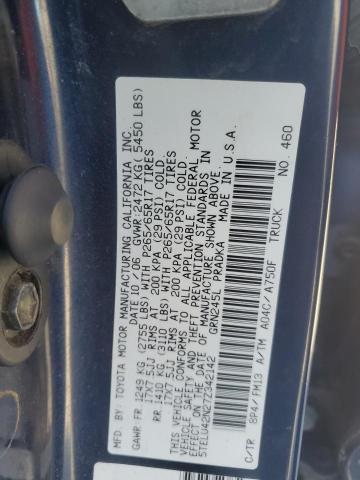 MFD. BY: TOYOTA MOTOR MANUFACTURING CALIFORNIA, INC.
DATE 10/06 GVWR: 2472 KG ( 5450 LBS)
GAWR FR. 1249 KG (2755 LBS) WITH P265/65R17 TIRES
17X7.5JJ RIMS AT 200 KPA (29 PSI) COLD.
RR 1410 KG (3110 LBS) WITH P265/65R17 TIRES
17X7.5JJ RIMS AT 200 KPA (29 PSI) COLD.
THIS VEHICLE CONFORMS TO ALL APPLICABLE FEDERAL MOTOR
VEHICLE SAFETY AND THEFT PREVENTION STANDARDS IN
EFFECT ON THE DATE OF MANUFACTURE SHOWN ABOVE.
5TELU42N27Z342142 GRN245L PRADKA MADE IN U.S.A.
C/TR 8P4/FM13 A/TM A04C/A750F TRUCK NO. 460